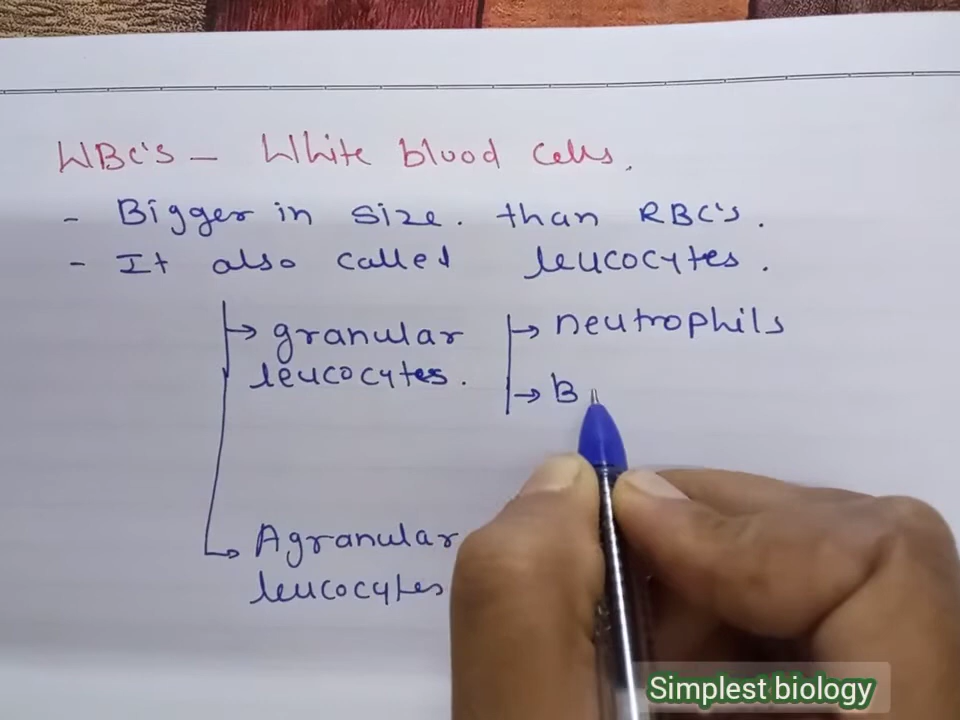 WBC'S - White blood cells.
- Bigger in size. than RBC's.
- It also called leucocytes.
→ granular leucocytes.
→ neutrophils
→ B
→ Agranular leucocytes
Simplest biology